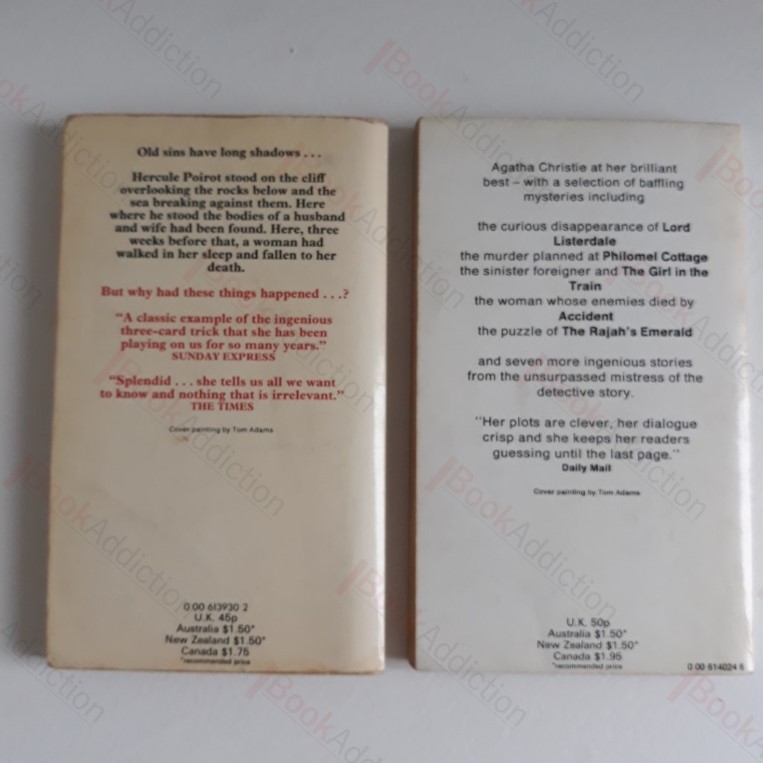 Old sins have long shadows . . .
Hercule Poirot stood on the cliff
overlooking the rocks below and the
sea breaking against them. Here
where he stood the bodies of a husband
and wife had been found. Here, three
weeks before that, a woman had
walked in her sleep and fallen to her
death.
But why had these things happened . . .?
"A classic example of the ingenious
three-card trick that she has been
playing on us for so many years."
SUNDAY EXPRESS
"Splendid . . . she tells us all we want
to know and nothing that is irrelevant."
THE TIMES
Cover painting by Tom Adams
0 00 613930 2
U.K. 45p
Australia $1.50*
New Zealand $1.50*
Canada $1.75
*recommended price
Agatha Christie at her brilliant
best – with a selection of baffling
mysteries including
the curious disappearance of Lord
Listerdale
the murder planned at Philomel Cottage
the sinister foreigner and The Girl in the
Train
the woman whose enemies died by
Accident
the puzzle of The Rajah's Emerald
and seven more ingenious stories
from the unsurpassed mistress of the
detective story.
"Her plots are clever, her dialogue
crisp and she keeps her readers
guessing until the last page."
Daily Mail
Cover painting by Tom Adams
U.K. 50p
Australia $1.50*
New Zealand $1.50*
Canada $1.95
*recommended price
0 00 614024 6
BookAddiction